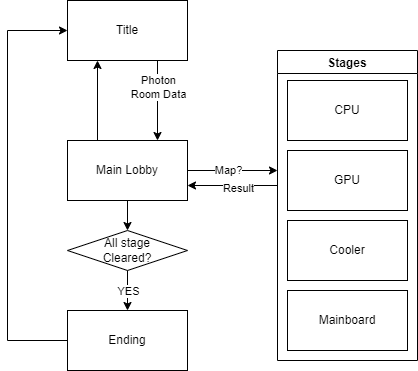 Title
Photon
Room Data
Stages
CPU
Main Lobby
Map?
Result
GPU
All stage
Cleared?
Cooler
YES
Ending
Mainboard